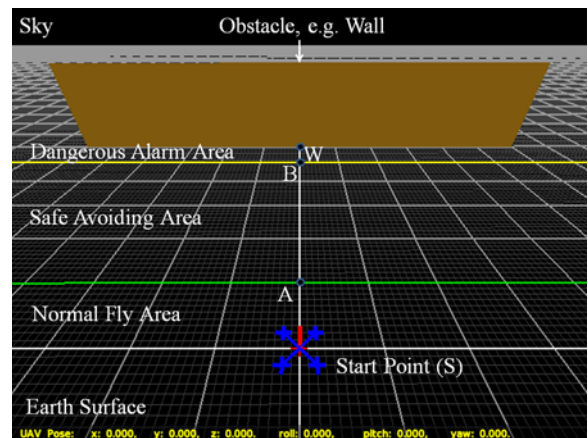 Sky
Obstacle, e.g. Wall
Dangerous Alarm Area
W
B
Safe Avoiding Area
A
Normal Fly Area
Start Point (S)
Earth Surface
UAV Pose: x: 0.000, y: 0.000, z: 0.000, roll: 0.000, pitch: 0.000, yaw: 0.000,